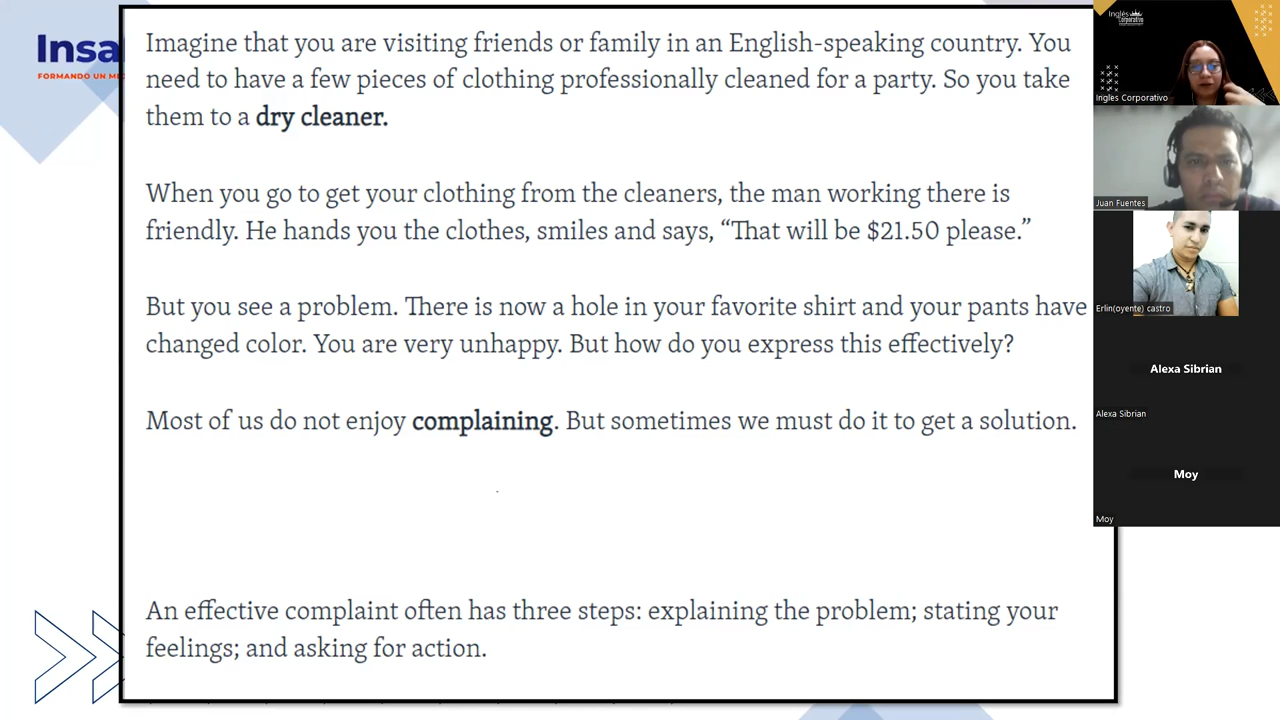 Insa
FORMANDO UN M
Imagine that you are visiting friends or family in an English-speaking country. You
need to have a few pieces of clothing professionally cleaned for a party. So you take
them to a dry cleaner.
When you go to get your clothing from the cleaners, the man working there is
friendly. He hands you the clothes, smiles and says, “That will be $21.50 please.”
But you see a problem. There is now a hole in your favorite shirt and your pants have
changed color. You are very unhappy. But how do you express this effectively?
Most of us do not enjoy complaining. But sometimes we must do it to get a solution.
An effective complaint often has three steps: explaining the problem; stating your
feelings; and asking for action.
Inglés
Corporativo
Ingles Corporativo
Juan Fuentes
Erlin(oyente) castro
Alexa Sibrian
Alexa Sibrian
Moy
Moy